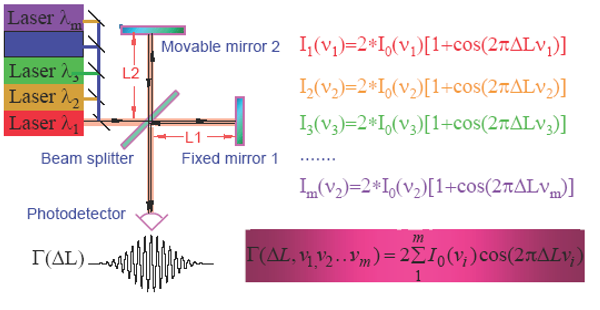 Laser λm
Laser λ3
Laser λ2
Laser λ1
Movable mirror 2
L2
L1
Beam splitter
Fixed mirror 1
Photodetector
Γ(ΔL)
I1(ν1)=2*I0(ν1)[1+cos(2πΔLν1)]
I2(ν2)=2*I0(ν2)[1+cos(2πΔLν2)]
I3(ν3)=2*I0(ν3)[1+cos(2πΔLν3)]
.......
Im(ν2)=2*I0(ν2)[1+cos(2πΔLνm)]
m
Γ(ΔL, ν1,ν2..νm) = 2∑I0(νi)cos(2πΔLνi)
1